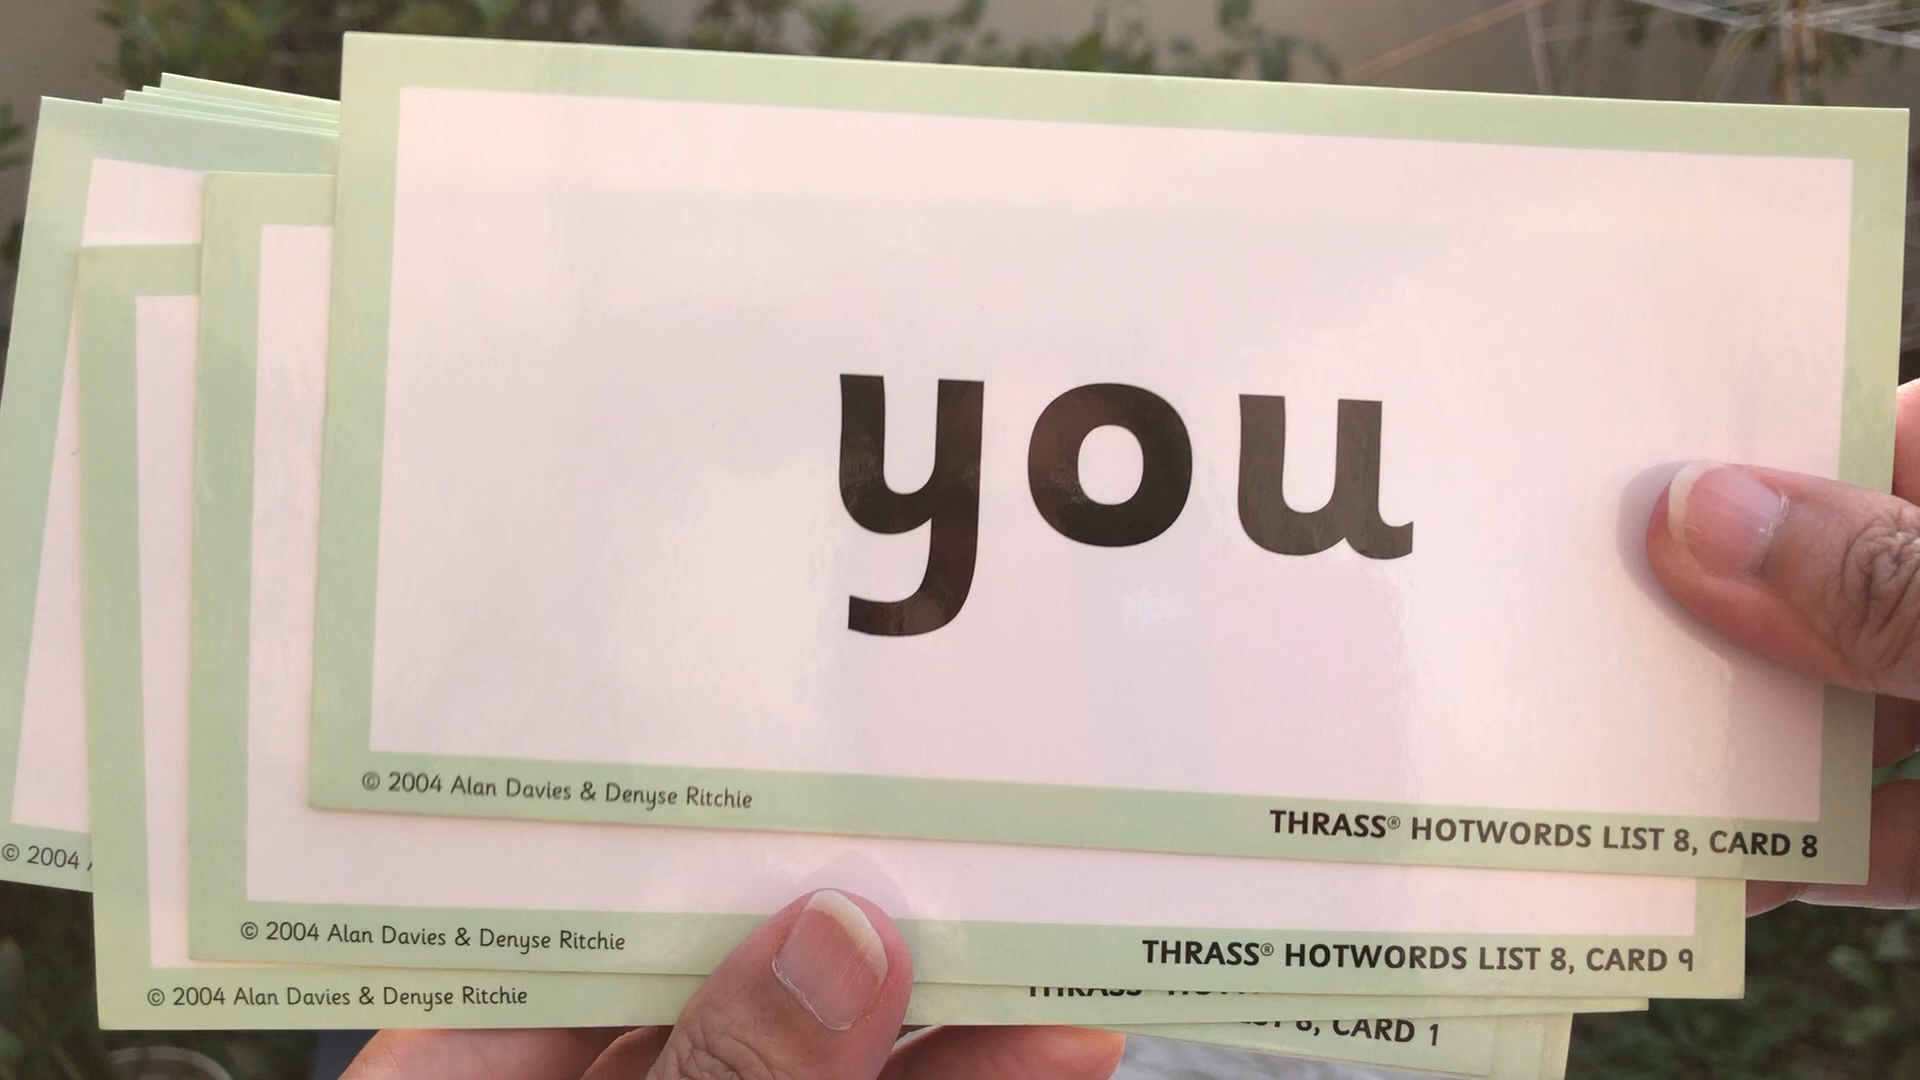 you
© 2004 Alan Davies & Denyse Ritchie
THRASS® HOTWORDS LIST 8, CARD 8
© 2004
© 2004 Alan Davies & Denyse Ritchie
THRASS® HOTWORDS LIST 8, CARD 9
© 2004 Alan Davies & Denyse Ritchie
8, CARD 1